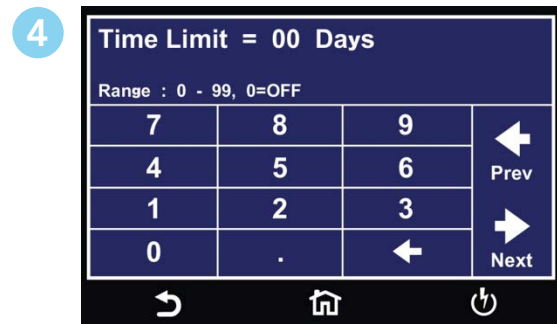 4
Time Limit = 00 Days
Range : 0 - 99, 0=OFF
7 8 9
4 5 6
Prev
1 2 3
0 .
Next